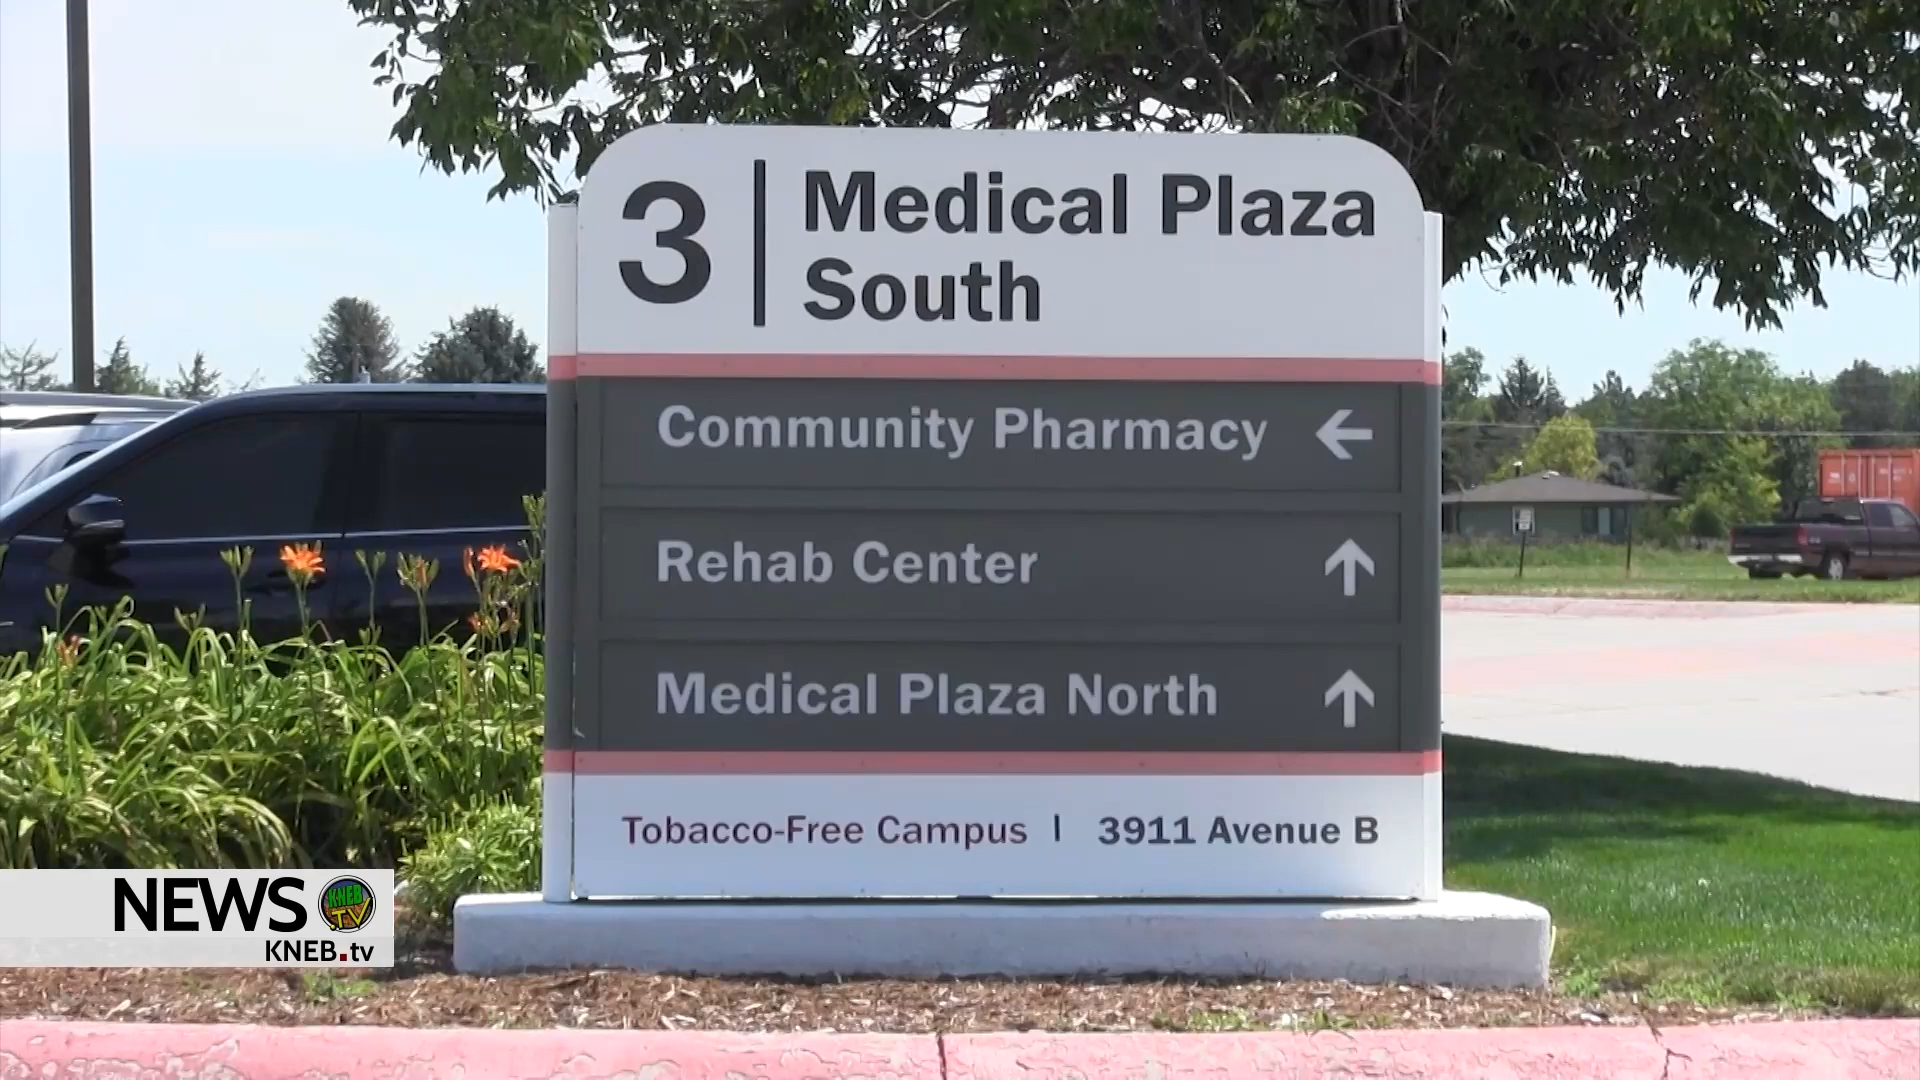 3 | Medical Plaza
South
Community Pharmacy ←
Rehab Center ↑
Medical Plaza North ↑
Tobacco-Free Campus | 3911 Avenue B
NEWS KNEB TV
KNEB.tv